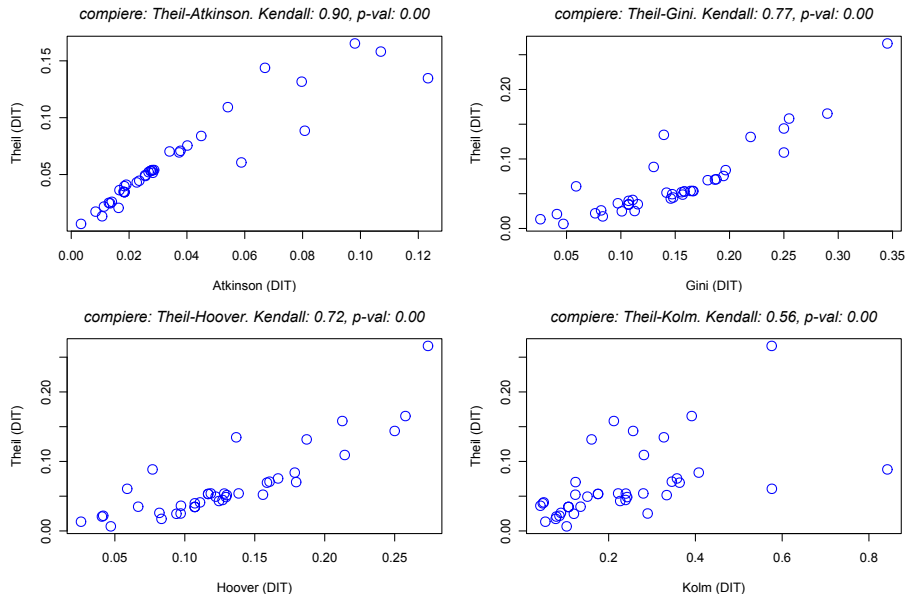 compiere: Theil-Atkinson. Kendall: 0.90, p-val: 0.00
Theil (DIT)
0.15
0.10
0.05
0.00 0.02 0.04 0.06 0.08 0.10 0.12
Atkinson (DIT)
compiere: Theil-Gini. Kendall: 0.77, p-val: 0.00
Theil (DIT)
0.20
0.10
0.00
0.05 0.10 0.15 0.20 0.25 0.30 0.35
Gini (DIT)
compiere: Theil-Hoover. Kendall: 0.72, p-val: 0.00
Theil (DIT)
0.20
0.10
0.00
0.05 0.10 0.15 0.20 0.25
Hoover (DIT)
compiere: Theil-Kolm. Kendall: 0.56, p-val: 0.00
Theil (DIT)
0.20
0.10
0.00
0.2 0.4 0.6 0.8
Kolm (DIT)